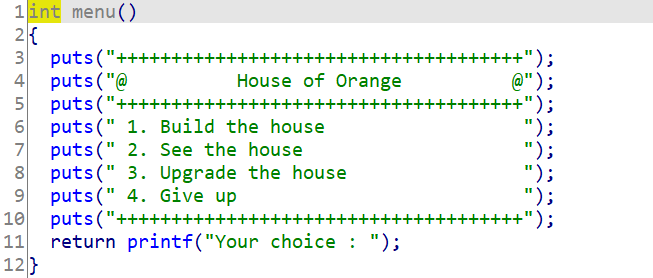 1 int menu()
2 {
3   puts("+++++++++++++++++++++++++++++++++++++");
4   puts("@          House of Orange          @");
5   puts("+++++++++++++++++++++++++++++++++++++");
6   puts(" 1. Build the house                  ");
7   puts(" 2. See the house                    ");
8   puts(" 3. Upgrade the house                ");
9   puts(" 4. Give up                          ");
10   puts("+++++++++++++++++++++++++++++++++++++");
11   return printf("Your choice : ");
12 }